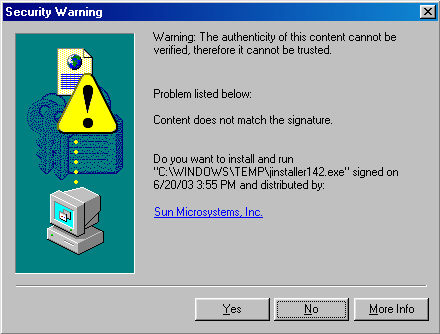 Security Warning
Warning: The authenticity of this content cannot be
verified, therefore it cannot be trusted.
Problem listed below:
Content does not match the signature.
Do you want to install and run
"C:\WINDOWS\TEMP\jinstaller142.exe" signed on
6/20/03 3:55 PM and distributed by:
Sun Microsystems, Inc.
Yes
No
More Info